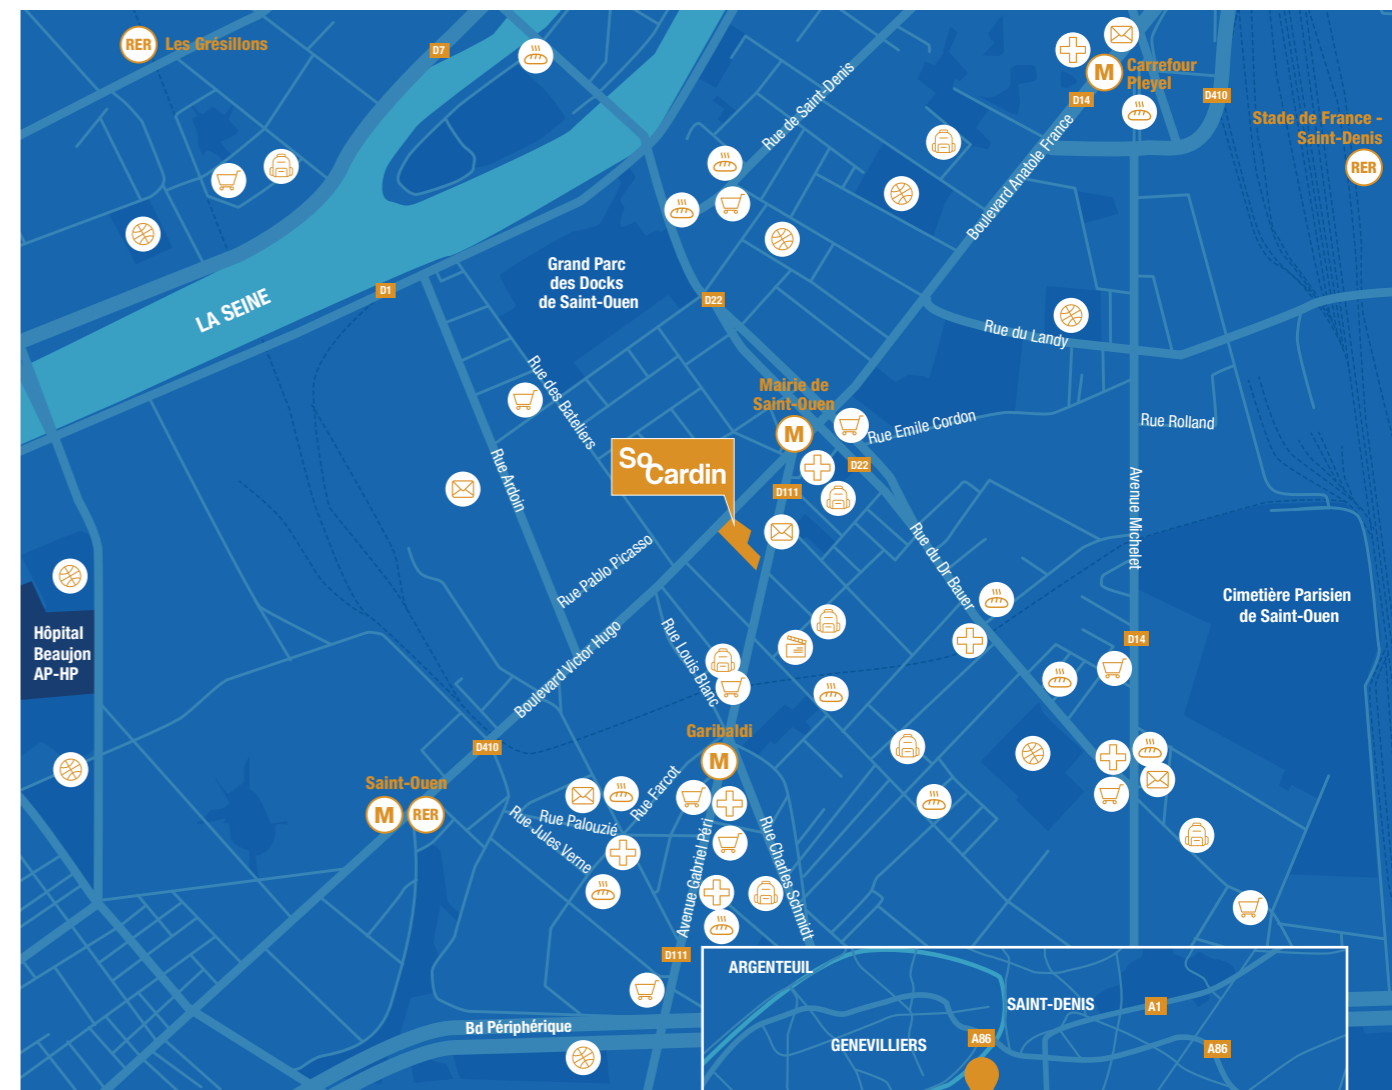 RER Les Grésillons
D7
M
Carrefour
Pleyel
D14
D410
Stade de France -
Saint-Denis
RER
Rue de Saint-Denis
Boulevard Anatole France
LA SEINE
D1
Grand Parc
des Docks
de Saint-Ouen
D22
Rue du Landy
Rue des Bateliers
Mairie de
Saint-Ouen
M
Rue Emile Cordon
D22
Rue Rolland
So
Cardin
D111
Rue Ardoin
Avenue Michelet
Rue du Dr Bauer
Rue Pablo Picasso
Cimetière Parisien
de Saint-Ouen
Hôpital
Beaujon
AP-HP
Boulevard Victor Hugo
Rue Louis Blanc
D14
D410
Garibaldi
M
Saint-Ouen
M RER
Rue Farcot
Rue Palouzié
Rue Jules Verne
Avenue Gabriel Péri
Rue Charles Schmidt
D111
Bd Périphérique
ARGENTEUIL
SAINT-DENIS
A1
GENEVILLIERS
A86
A86